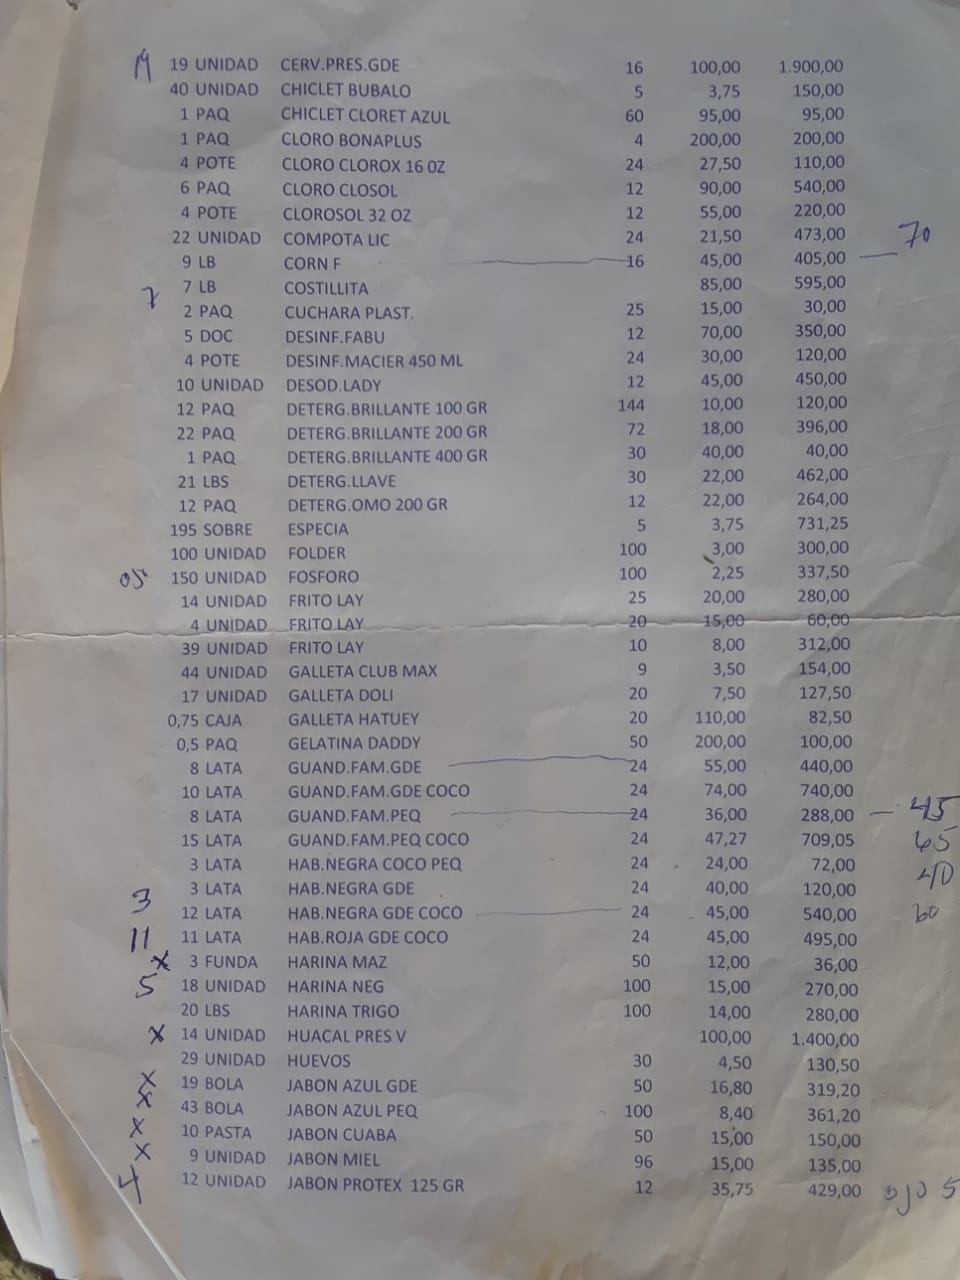 M 19 UNIDAD CERV.PRES.GDE 16 100,00 1.900,00
40 UNIDAD CHICLET BUBALO 5 3,75 150,00
1 PAQ CHICLET CLORET AZUL 60 95,00 95,00
1 PAQ CLORO BONAPLUS 4 200,00 200,00
4 POTE CLORO CLOROX 16 OZ 24 27,50 110,00
6 PAQ CLORO CLOSOL 12 90,00 540,00
4 POTE CLOROSOL 32 OZ 12 55,00 220,00
22 UNIDAD COMPOTA LIC 24 21,50 473,00
9 LB CORN F 16 45,00 405,00 — 70
7 7 LB COSTILLITA 85,00 595,00
2 PAQ CUCHARA PLAST. 25 15,00 30,00
5 DOC DESINF.FABU 12 70,00 350,00
4 POTE DESINF.MACIER 450 ML 24 30,00 120,00
10 UNIDAD DESOD.LADY 12 45,00 450,00
12 PAQ DETERG.BRILLANTE 100 GR 144 10,00 120,00
22 PAQ DETERG.BRILLANTE 200 GR 72 18,00 396,00
1 PAQ DETERG.BRILLANTE 400 GR 30 40,00 40,00
21 LBS DETERG.LLAVE 30 22,00 462,00
12 PAQ DETERG.OMO 200 GR 12 22,00 264,00
195 SOBRE ESPECIA 5 3,75 731,25
100 UNIDAD FOLDER 100 3,00 300,00
05 150 UNIDAD FOSFORO 100 2,25 337,50
14 UNIDAD FRITO LAY 25 20,00 280,00
4 UNIDAD FRITO LAY 20 15,00 60,00
39 UNIDAD FRITO LAY 10 8,00 312,00
44 UNIDAD GALLETA CLUB MAX 9 3,50 154,00
17 UNIDAD GALLETA DOLI 20 7,50 127,50
0,75 CAJA GALLETA HATUEY 20 110,00 82,50
0,5 PAQ GELATINA DADDY 50 200,00 100,00
8 LATA GUAND.FAM.GDE 24 55,00 440,00
10 LATA GUAND.FAM.GDE COCO 24 74,00 740,00
8 LATA GUAND.FAM.PEQ 24 36,00 288,00 — 45
15 LATA GUAND.FAM.PEQ COCO 24 47,27 709,05 65
3 LATA HAB.NEGRA COCO PEQ 24 24,00 72,00 40
3 3 LATA HAB.NEGRA GDE 24 40,00 120,00
12 LATA HAB.NEGRA GDE COCO 24 45,00 540,00 60
11 11 LATA HAB.ROJA GDE COCO 24 45,00 495,00
x 3 FUNDA HARINA MAZ 50 12,00 36,00
5 18 UNIDAD HARINA NEG 100 15,00 270,00
20 LBS HARINA TRIGO 100 14,00 280,00
x 14 UNIDAD HUACAL PRES V 100,00 1.400,00
29 UNIDAD HUEVOS 30 4,50 130,50
x 19 BOLA JABON AZUL GDE 50 16,80 319,20
x 43 BOLA JABON AZUL PEQ 100 8,40 361,20
x 10 PASTA JABON CUABA 50 15,00 150,00
x 9 UNIDAD JABON MIEL 96 15,00 135,00
4 12 UNIDAD JABON PROTEX 125 GR 12 35,75 429,00 ojo 5